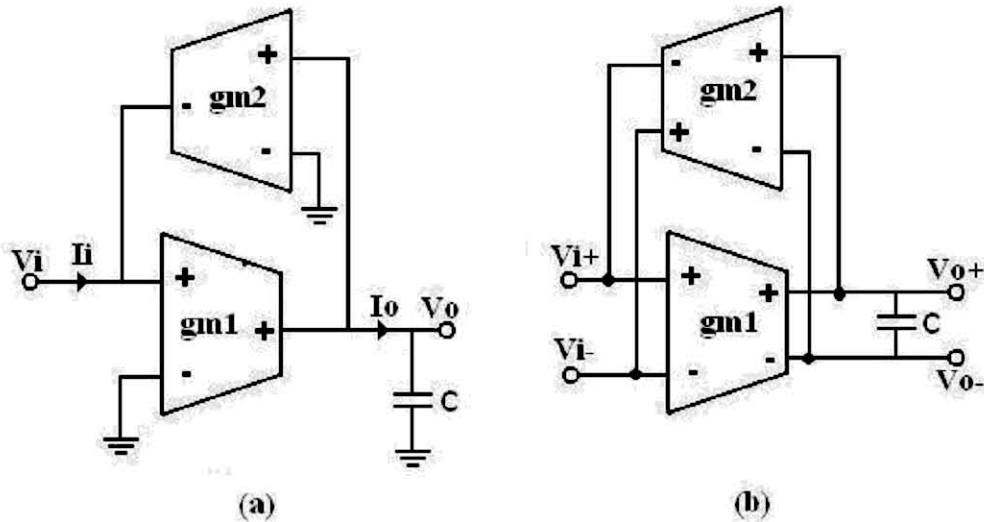 +
-
gm2
-
Vi
Ii
+
gm1
+
-
Io
Vo
C
(a)
-
+
gm2
+
-
Vi+
Vi-
+
+
gm1
-
-
Vo+
C
Vo-
(b)